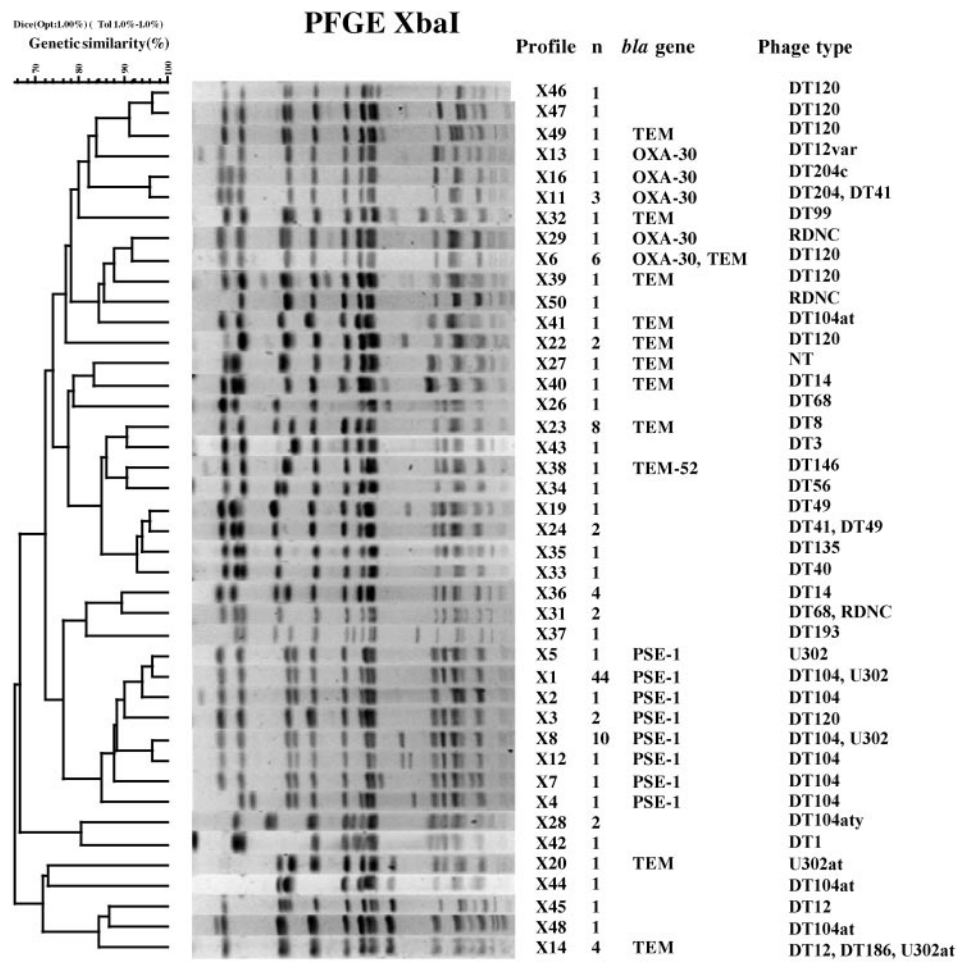 PFGE XbaI
Dice(Opt:1.00%) ( Tol 1.0%-1.0%)
Genetic similarity(%)
70 80 90 100
Profile n bla gene Phage type
X46 1 DT120
X47 1 DT120
X49 1 TEM DT120
X13 1 OXA-30 DT12var
X16 1 OXA-30 DT204c
X11 3 OXA-30 DT204, DT41
X32 1 TEM DT99
X29 1 OXA-30 RDNC
X6 6 OXA-30, TEM DT120
X39 1 TEM DT120
X50 1 RDNC
X41 1 TEM DT104at
X22 2 TEM DT120
X27 1 TEM NT
X40 1 TEM DT14
X26 1 DT68
X23 8 TEM DT8
X43 1 DT3
X38 1 TEM-52 DT146
X34 1 DT56
X19 1 DT49
X24 2 DT41, DT49
X35 1 DT135
X33 1 DT40
X36 4 DT14
X31 2 DT68, RDNC
X37 1 DT193
X5 1 PSE-1 U302
X1 44 PSE-1 DT104, U302
X2 1 PSE-1 DT104
X3 2 PSE-1 DT120
X8 10 PSE-1 DT104, U302
X12 1 PSE-1 DT104
X7 1 PSE-1 DT104
X4 1 PSE-1 DT104
X28 2 DT104aty
X42 1 DT1
X20 1 TEM U302at
X44 1 DT104at
X45 1 DT12
X48 1 DT104at
X14 4 TEM DT12, DT186, U302at